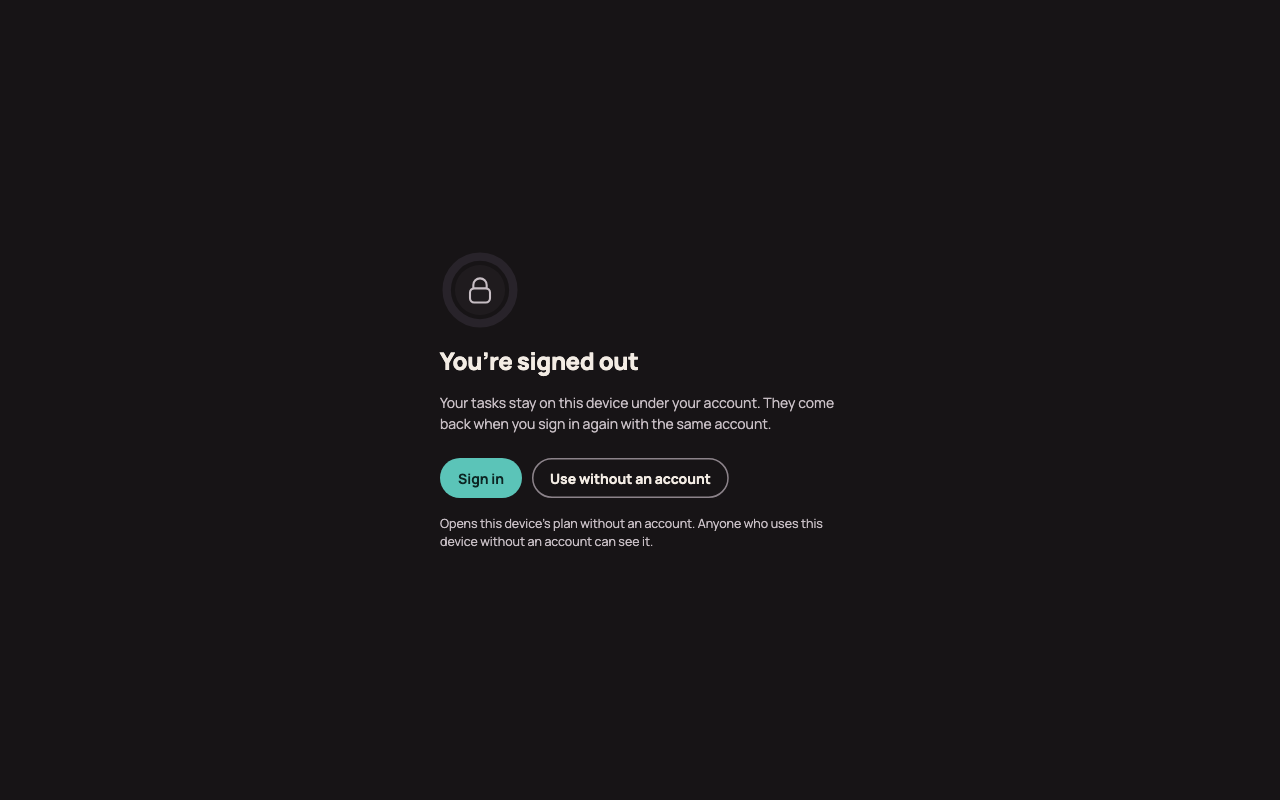 You’re signed out
Your tasks stay on this device under your account. They come
back when you sign in again with the same account.
Sign in
Use without an account
Opens this device’s plan without an account. Anyone who uses this
device without an account can see it.